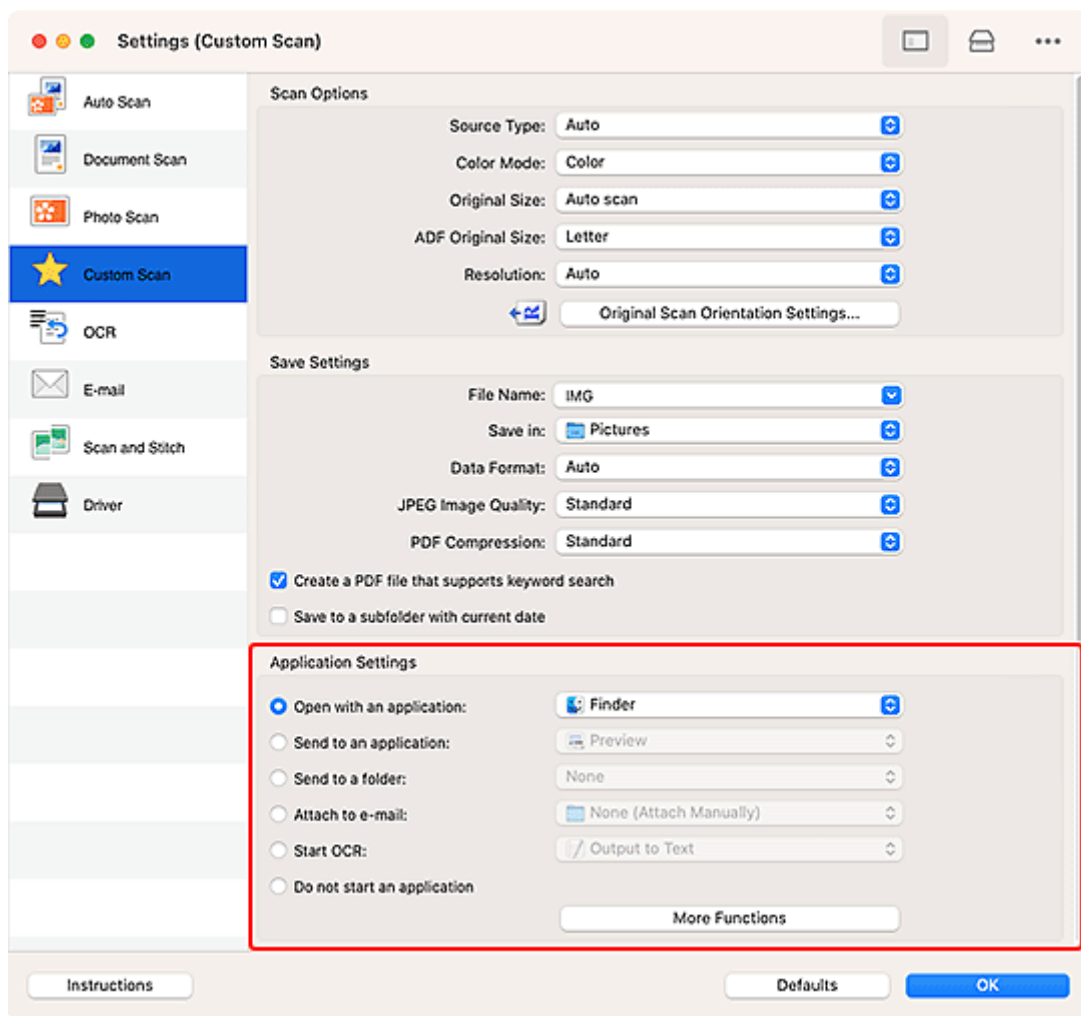 Settings (Custom Scan)
Auto Scan
Document Scan
Photo Scan
Custom Scan
OCR
E-mail
Scan and Stitch
Driver
Scan Options
Source Type: Auto
Color Mode: Color
Original Size: Auto scan
ADF Original Size: Letter
Resolution: Auto
Original Scan Orientation Settings...
Save Settings
File Name: IMG
Save in: Pictures
Data Format: Auto
JPEG Image Quality: Standard
PDF Compression: Standard
Create a PDF file that supports keyword search
Save to a subfolder with current date
Application Settings
Open with an application: Finder
Send to an application: Preview
Send to a folder: None
Attach to e-mail: None (Attach Manually)
Start OCR: Output to Text
Do not start an application
More Functions
Instructions
Defaults
OK